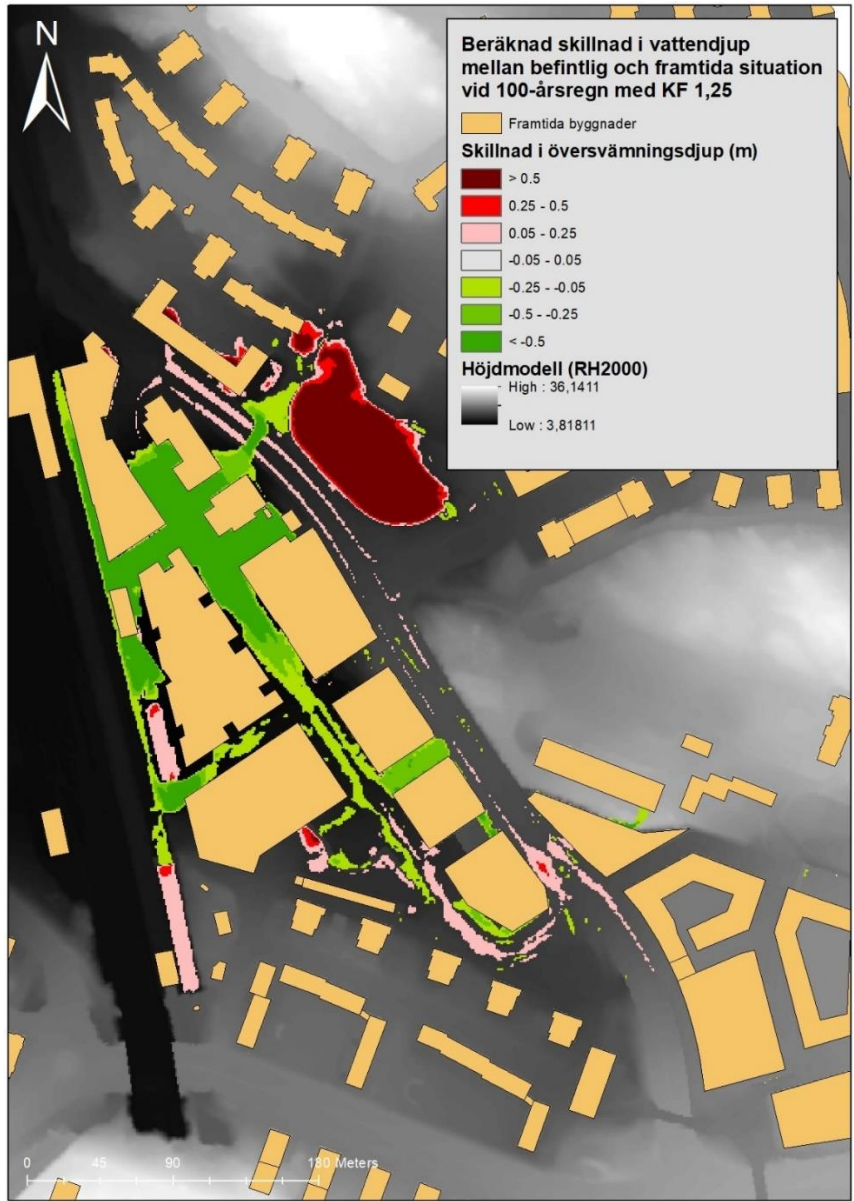 N
Beräknad skillnad i vattendjup
mellan befintlig och framtida situation
vid 100-årsregn med KF 1,25
Framtida byggnader
Skillnad i översvämningsdjup (m)
> 0.5
0.25 - 0.5
0.05 - 0.25
-0.05 - 0.05
-0.25 - -0.05
-0.5 - -0.25
< -0.5
Höjdmodell (RH2000)
High : 36,1411
Low : 3,81811
0 45 90 180 Meters